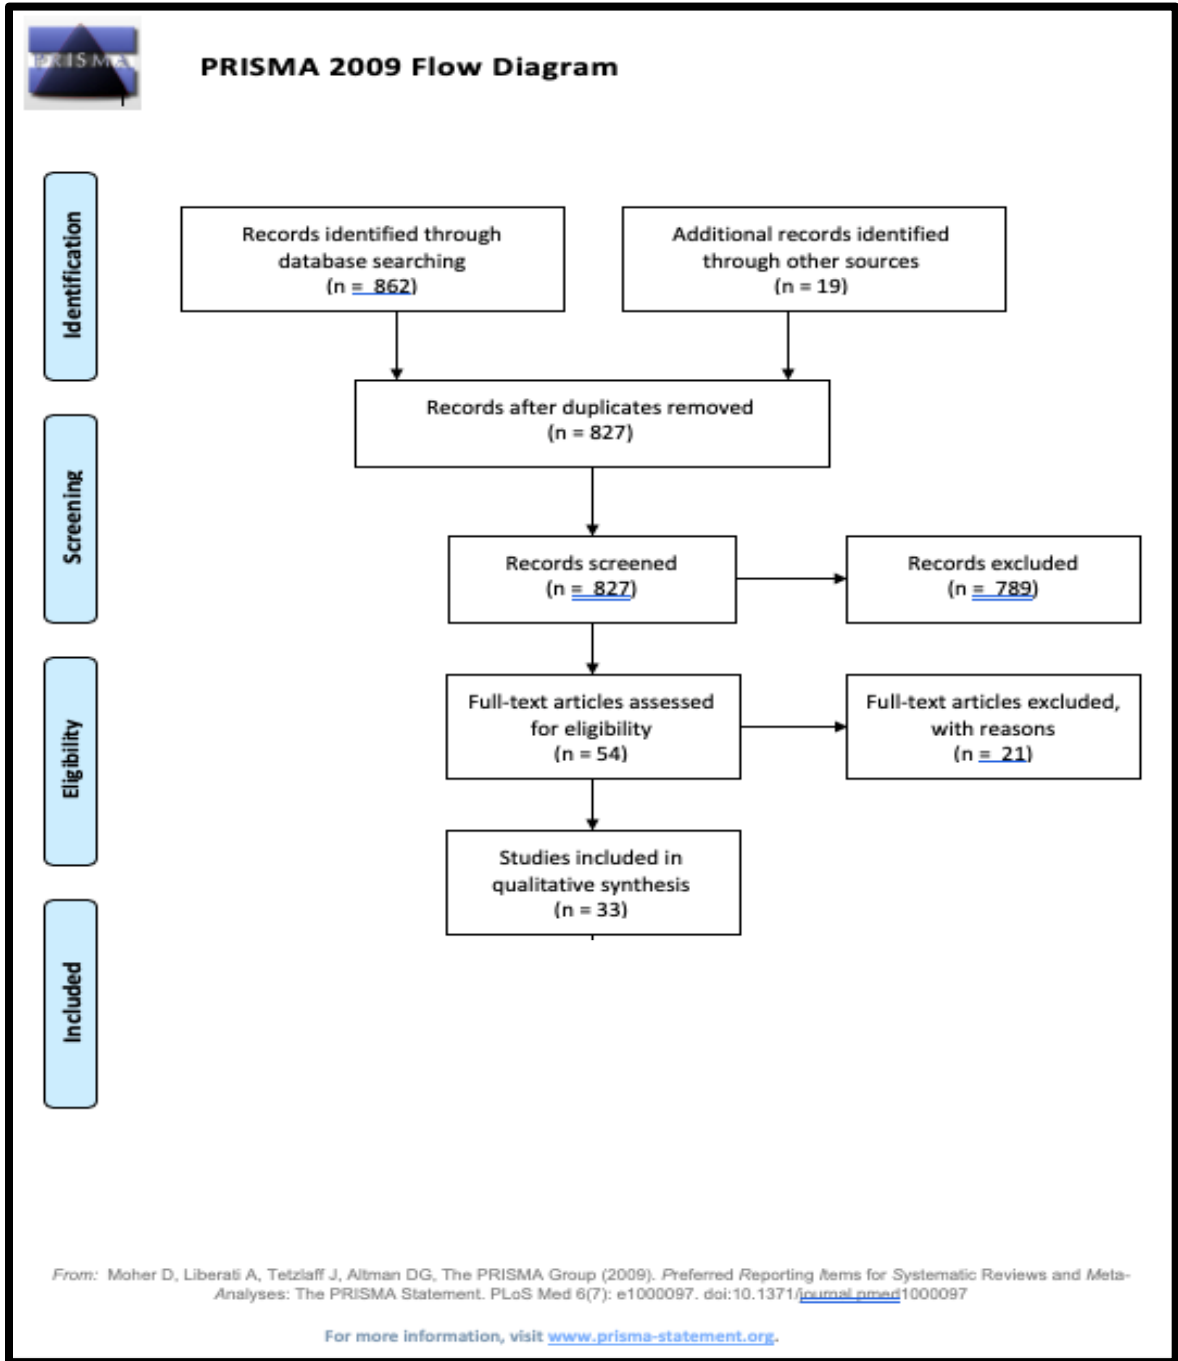 PRISMA
PRISMA 2009 Flow Diagram
Identification
Records identified through
database searching
(n = 862)
Additional records identified
through other sources
(n = 19)
Records after duplicates removed
(n = 827)
Screening
Records screened
(n = 827)
Records excluded
(n = 789)
Eligibility
Full-text articles assessed
for eligibility
(n = 54)
Full-text articles excluded,
with reasons
(n = 21)
Studies included in
qualitative synthesis
(n = 33)
Included
From: Moher D, Liberati A, Tetzlaff J, Altman DG, The PRISMA Group (2009). Preferred Reporting Items for Systematic Reviews and Meta-
Analyses: The PRISMA Statement. PLoS Med 6(7): e1000097. doi:10.1371/journal.pmed1000097
For more information, visit www.prisma-statement.org.